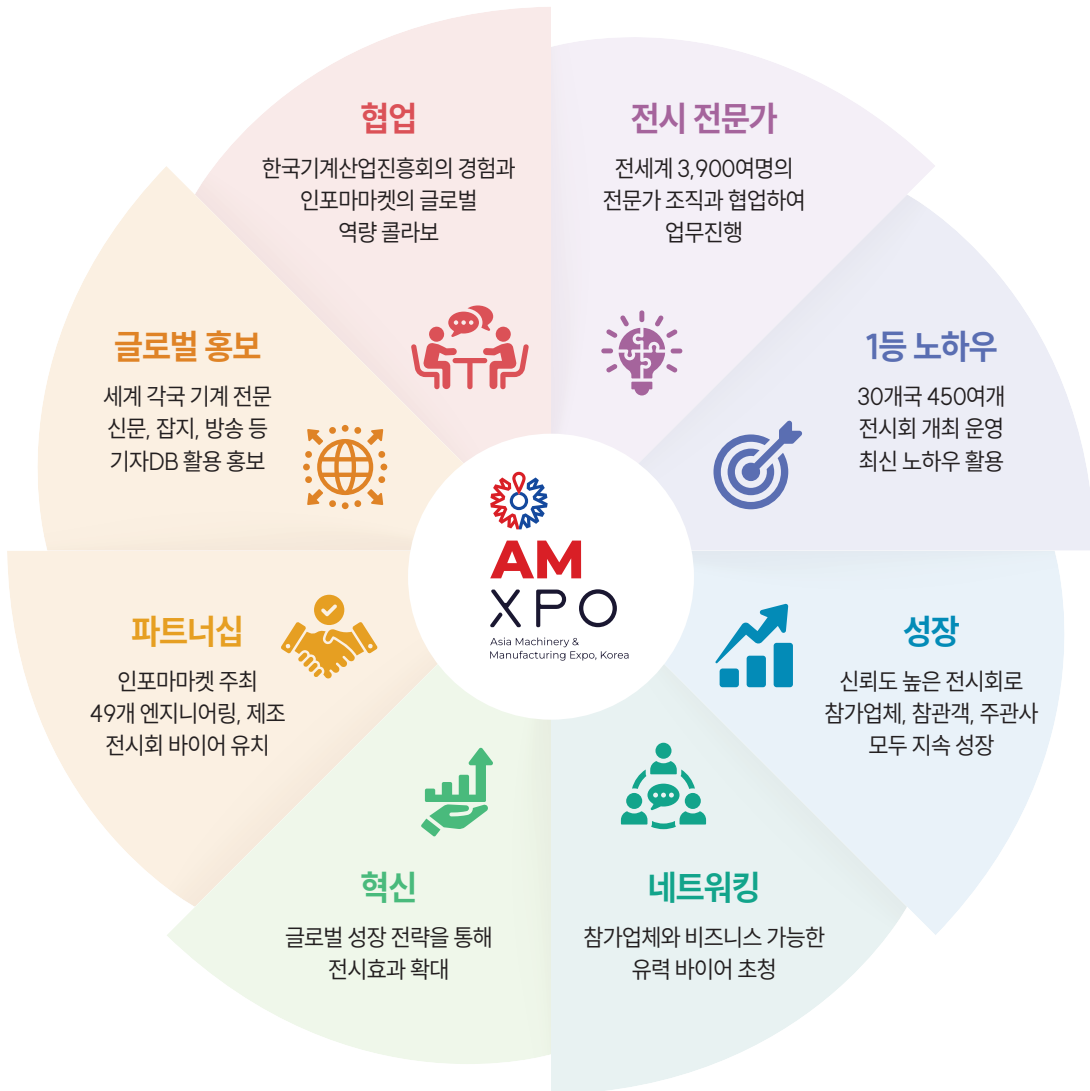 협업
한국기계산업진흥회의 경험과
인포마마켓의 글로벌
역량 콜라보
전시 전문가
전세계 3,900여명의
전문가 조직과 협업하여
업무진행
글로벌 홍보
세계 각국 기계 전문
신문, 잡지, 방송 등
기자DB 활용 홍보
1등 노하우
30개국 450여개
전시회 개최 운영
최신 노하우 활용
AM
XPO
Asia Machinery &
Manufacturing Expo, Korea
파트너십
인포마마켓 주최
49개 엔지니어링, 제조
전시회 바이어 유치
성장
신뢰도 높은 전시회로
참가업체, 참관객, 주관사
모두 지속 성장
혁신
글로벌 성장 전략을 통해
전시효과 확대
네트워킹
참가업체와 비즈니스 가능한
유력 바이어 초청